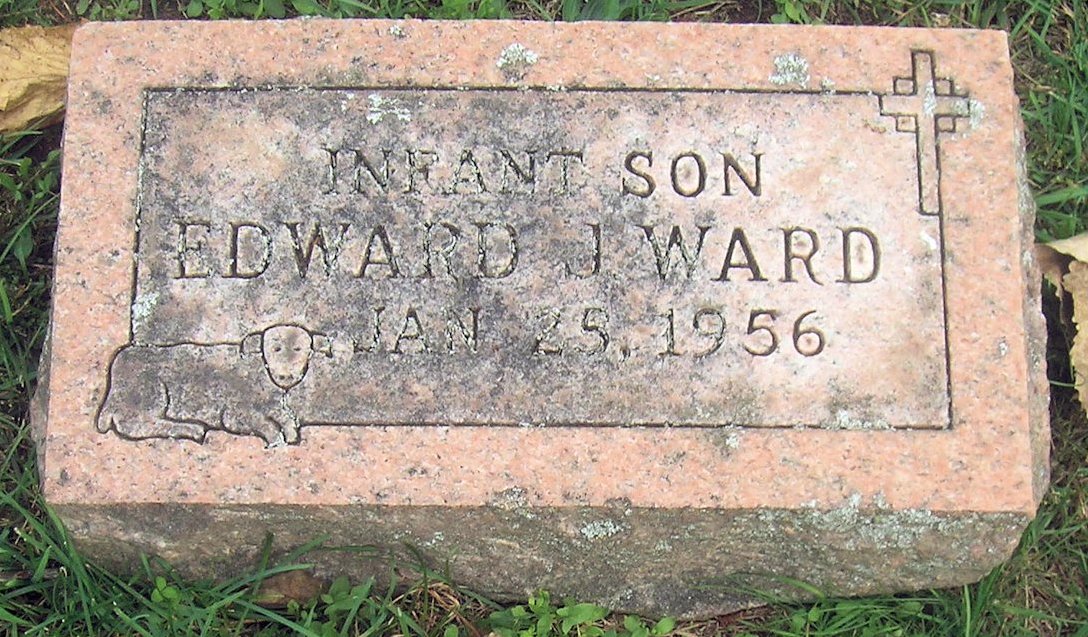 INFANT SON
EDWARD J. WARD
JAN 25, 1956